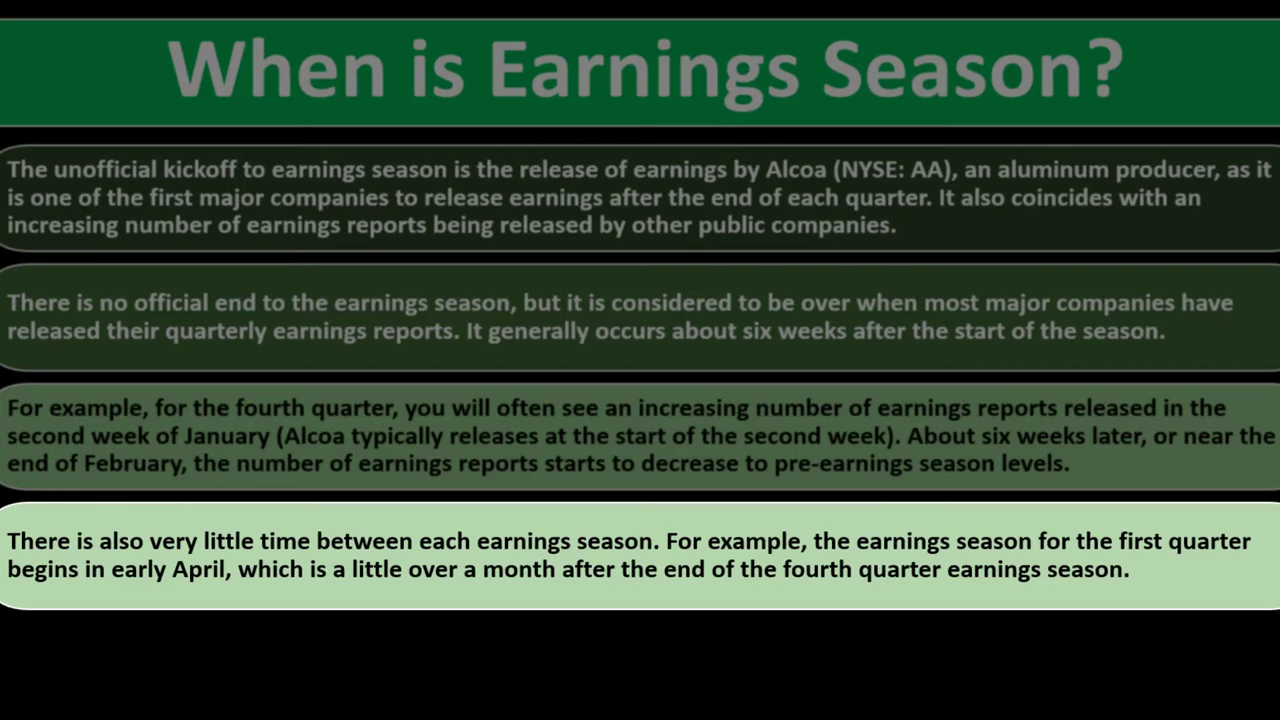 When is Earnings Season?
The unofficial kickoff to earnings season is the release of earnings by Alcoa (NYSE: AA), an aluminum producer, as it
is one of the first major companies to release earnings after the end of each quarter. It also coincides with an
increasing number of earnings reports being released by other public companies.
There is no official end to the earnings season, but it is considered to be over when most major companies have
released their quarterly earnings reports. It generally occurs about six weeks after the start of the season.
For example, for the fourth quarter, you will often see an increasing number of earnings reports released in the
second week of January (Alcoa typically releases at the start of the second week). About six weeks later, or near the
end of February, the number of earnings reports starts to decrease to pre-earnings season levels.
There is also very little time between each earnings season. For example, the earnings season for the first quarter
begins in early April, which is a little over a month after the end of the fourth quarter earnings season.